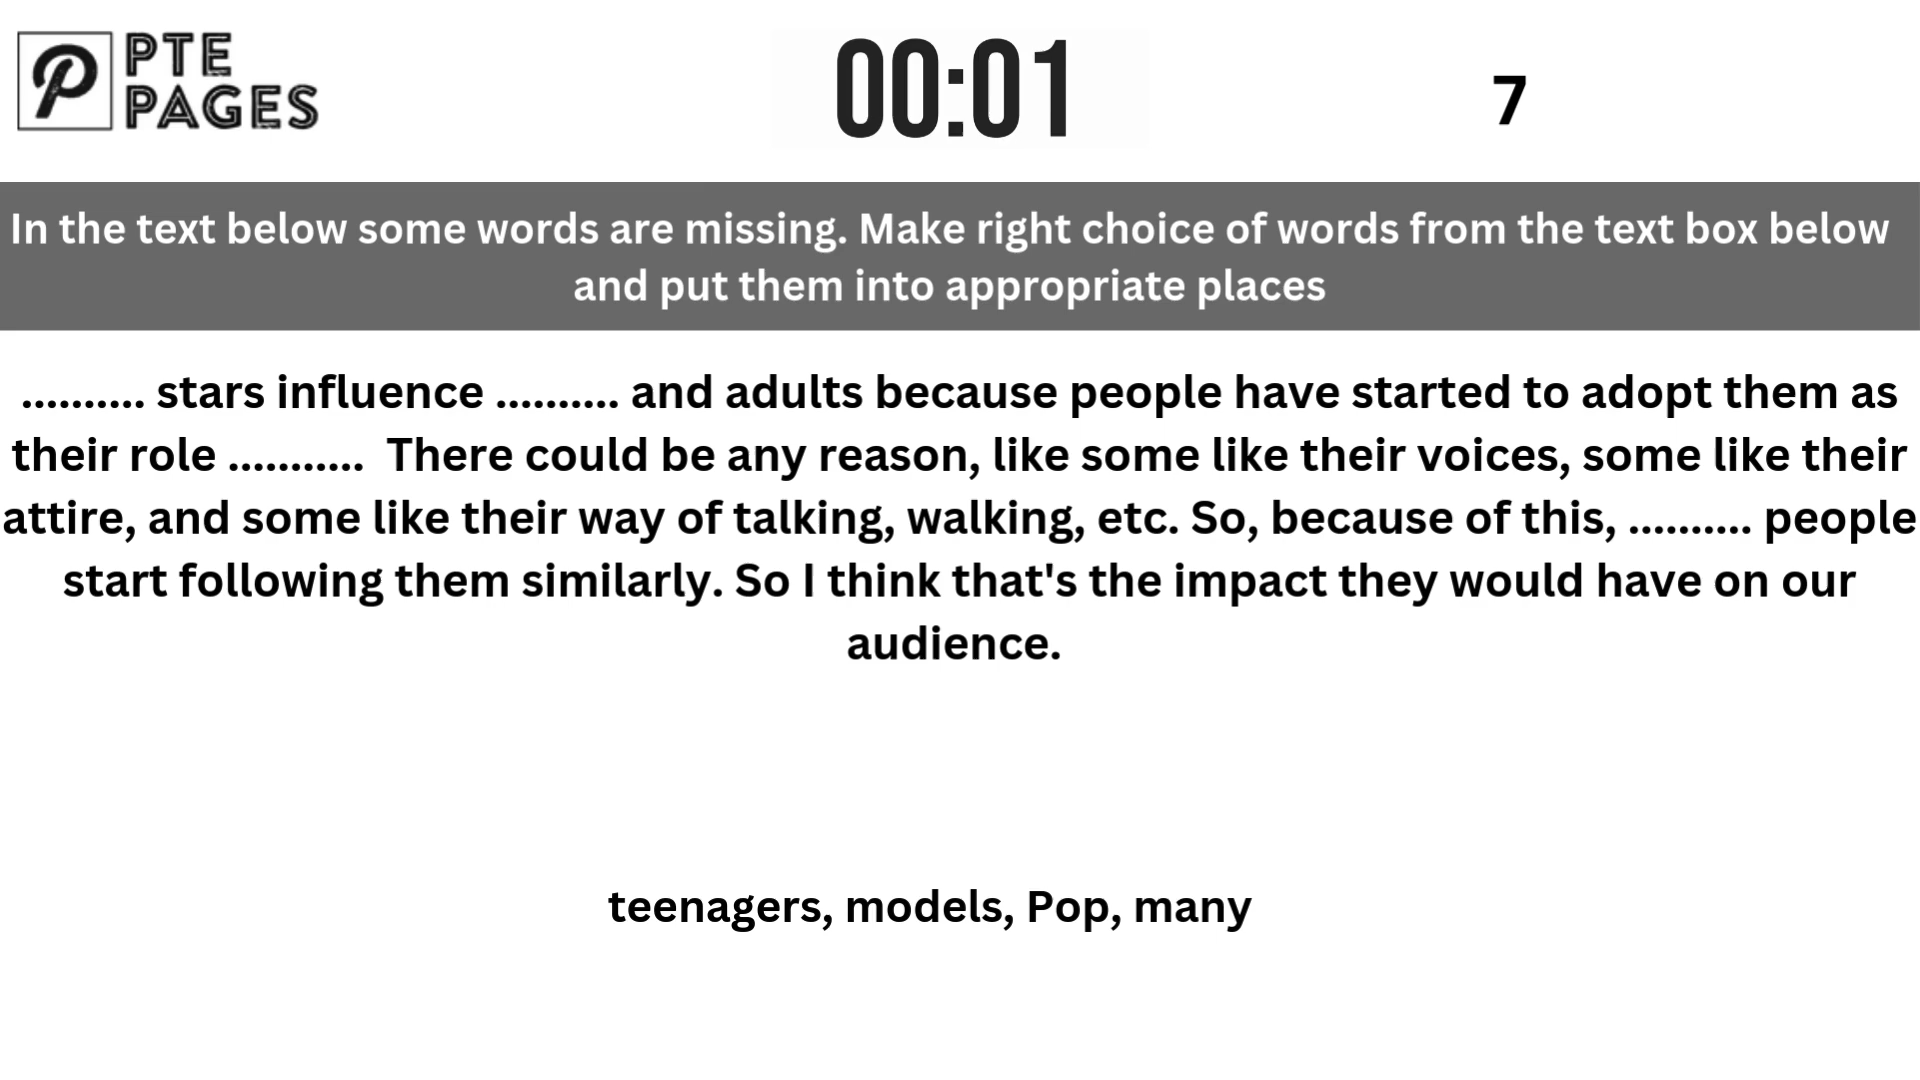 PTE
PAGES
00:01
7
In the text below some words are missing. Make right choice of words from the text box below
and put them into appropriate places
.......... stars influence .......... and adults because people have started to adopt them as
their role ........... There could be any reason, like some like their voices, some like their
attire, and some like their way of talking, walking, etc. So, because of this, .......... people
start following them similarly. So I think that's the impact they would have on our
audience.
teenagers, models, Pop, many